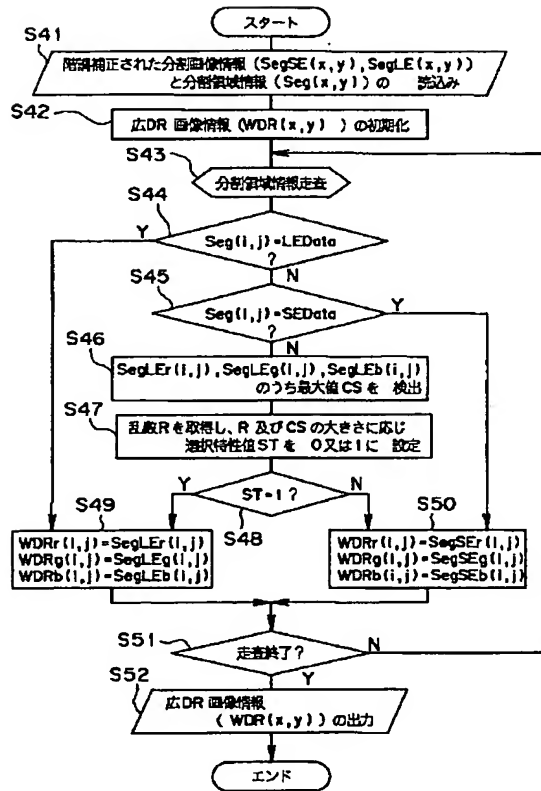 スタート
S41
階調補正された分割画像情報(SegSE(x,y),SegLE(x,y))
と分割領域情報(Seg(x,y))の 読込み
S42
広DR 画像情報(WDR(x,y) )の初期化
S43
分割領域情報走査
S44
Y
Seg(i,j)=LEData
?
N
S45
Y
Seg(i,j)=SEData
?
N
S46
SegLEr(i,j),SegLEg(i,j),SegLEb(i,j)
のうち最大値CSを 検出
S47
乱数Rを取得し、R 及びCSの大きさに応じ
選択特性値STを 0又は1に 設定
Y
ST=1?
N
S48
S49
WDRr(i,j)=SegLEr(i,j)
WDRg(i,j)=SegLEg(i,j)
WDRb(i,j)=SegLEb(i,j)
S50
WDRr(i,j)=SegSEr(i,j)
WDRg(i,j)=SegSEg(i,j)
WDRb(i,j)=SegSEb(i,j)
S51
走査終了?
N
Y
S52
広DR 画像情報
(WDR(x,y))の出力
エンド